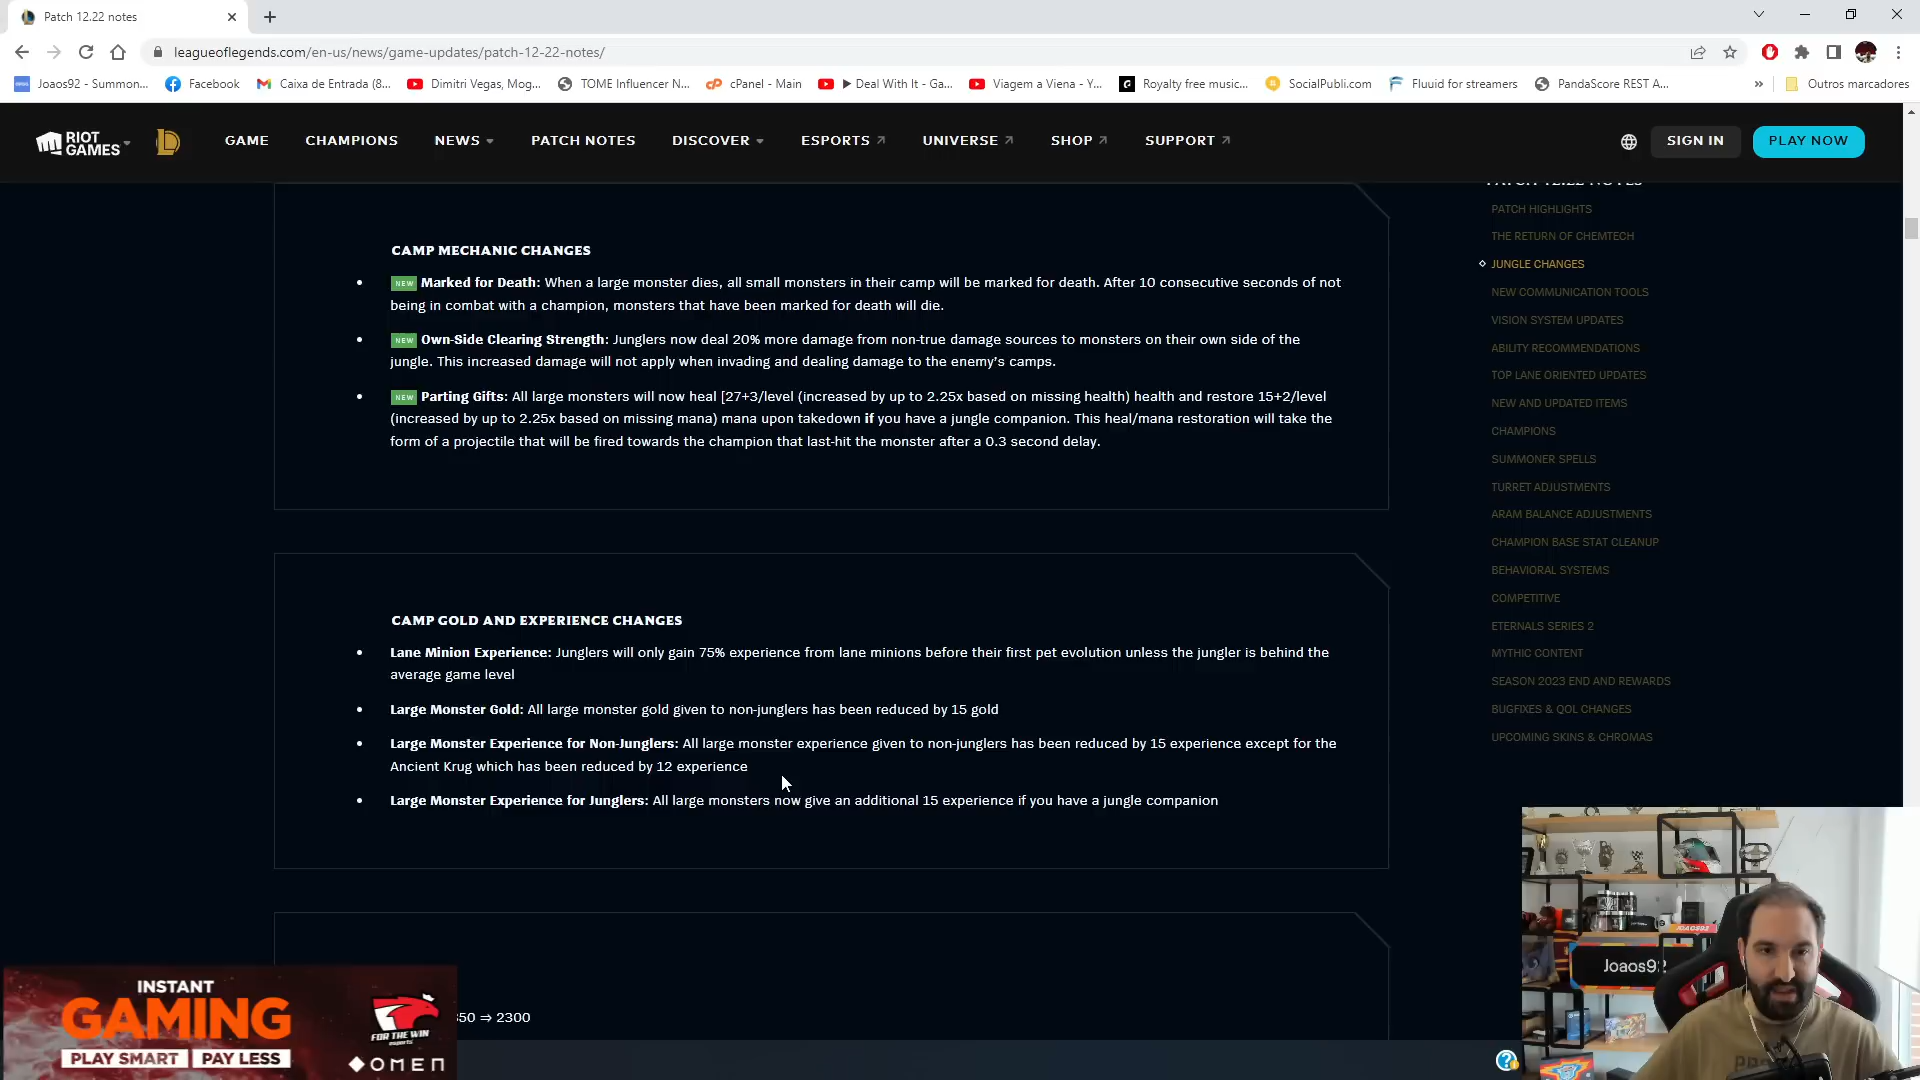 Patch 12.22 notes
leagueoflegends.com/en-us/news/game-updates/patch-12-22-notes/
Joaos92 - Summon... Facebook Caixa de Entrada (8... Dimitri Vegas, Mog... TOME Influencer N... cPanel - Main ▶ Deal With It - Ga... Viagem a Viena - Y... Royalty free music... SocialPubli.com Fluuid for streamers PandaScore REST A... » Outros marcadores
RIOT GAMES GAME CHAMPIONS NEWS PATCH NOTES DISCOVER ESPORTS UNIVERSE SHOP SUPPORT SIGN IN PLAY NOW
PATCH 12.22 NOTES
PATCH HIGHLIGHTS
THE RETURN OF CHEMTECH
JUNGLE CHANGES
NEW COMMUNICATION TOOLS
VISION SYSTEM UPDATES
ABILITY RECOMMENDATIONS
TOP LANE ORIENTED UPDATES
NEW AND UPDATED ITEMS
CHAMPIONS
SUMMONER SPELLS
TURRET ADJUSTMENTS
ARAM BALANCE ADJUSTMENTS
CHAMPION BASE STAT CLEANUP
BEHAVIORAL SYSTEMS
COMPETITIVE
ETERNALS SERIES 2
MYTHIC CONTENT
SEASON 2023 END AND REWARDS
BUGFIXES & QOL CHANGES
UPCOMING SKINS & CHROMAS
CAMP MECHANIC CHANGES
• NEW Marked for Death: When a large monster dies, all small monsters in their camp will be marked for death. After 10 consecutive seconds of not
being in combat with a champion, monsters that have been marked for death will die.
• NEW Own-Side Clearing Strength: Junglers now deal 20% more damage from non-true damage sources to monsters on their own side of the
jungle. This increased damage will not apply when invading and dealing damage to the enemy's camps.
• NEW Parting Gifts: All large monsters will now heal [27+3/level (increased by up to 2.25x based on missing health) health and restore 15+2/level
(increased by up to 2.25x based on missing mana) mana upon takedown if you have a jungle companion. This heal/mana restoration will take the
form of a projectile that will be fired towards the champion that last-hit the monster after a 0.3 second delay.
CAMP GOLD AND EXPERIENCE CHANGES
• Lane Minion Experience: Junglers will only gain 75% experience from lane minions before their first pet evolution unless the jungler is behind the
average game level
• Large Monster Gold: All large monster gold given to non-junglers has been reduced by 15 gold
• Large Monster Experience for Non-Junglers: All large monster experience given to non-junglers has been reduced by 15 experience except for the
Ancient Krug which has been reduced by 12 experience
• Large Monster Experience for Junglers: All large monsters now give an additional 15 experience if you have a jungle companion
350 ⇒ 2300
INSTANT
GAMING
PLAY SMART PAY LESS
FOR THE WIN
esports
OMEN
JOAOS92
Joaos92